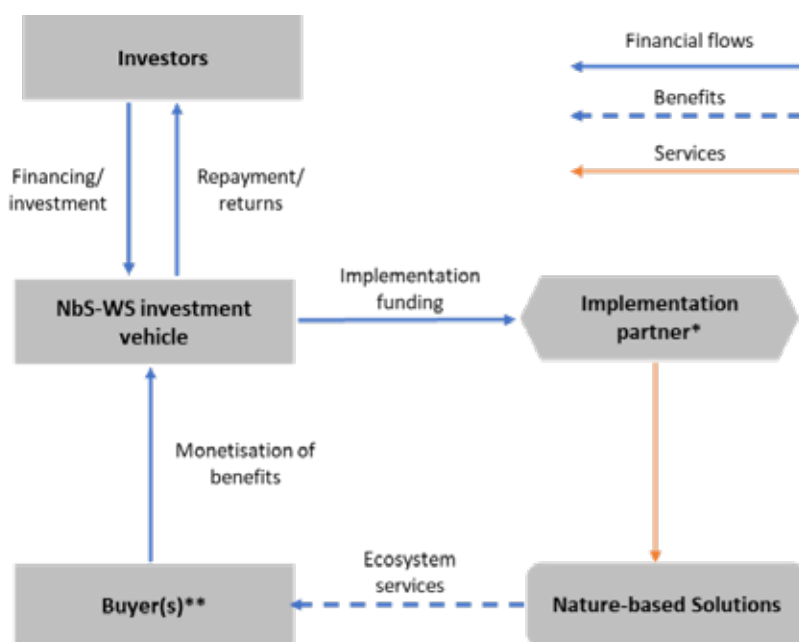 Investors
Financial flows
Benefits
Services
Financing/
investment
Repayment/
returns
NbS-WS investment
vehicle
Implementation
funding
Implementation
partner*
Monetisation of
benefits
Buyer(s)**
Ecosystem
services
Nature-based Solutions